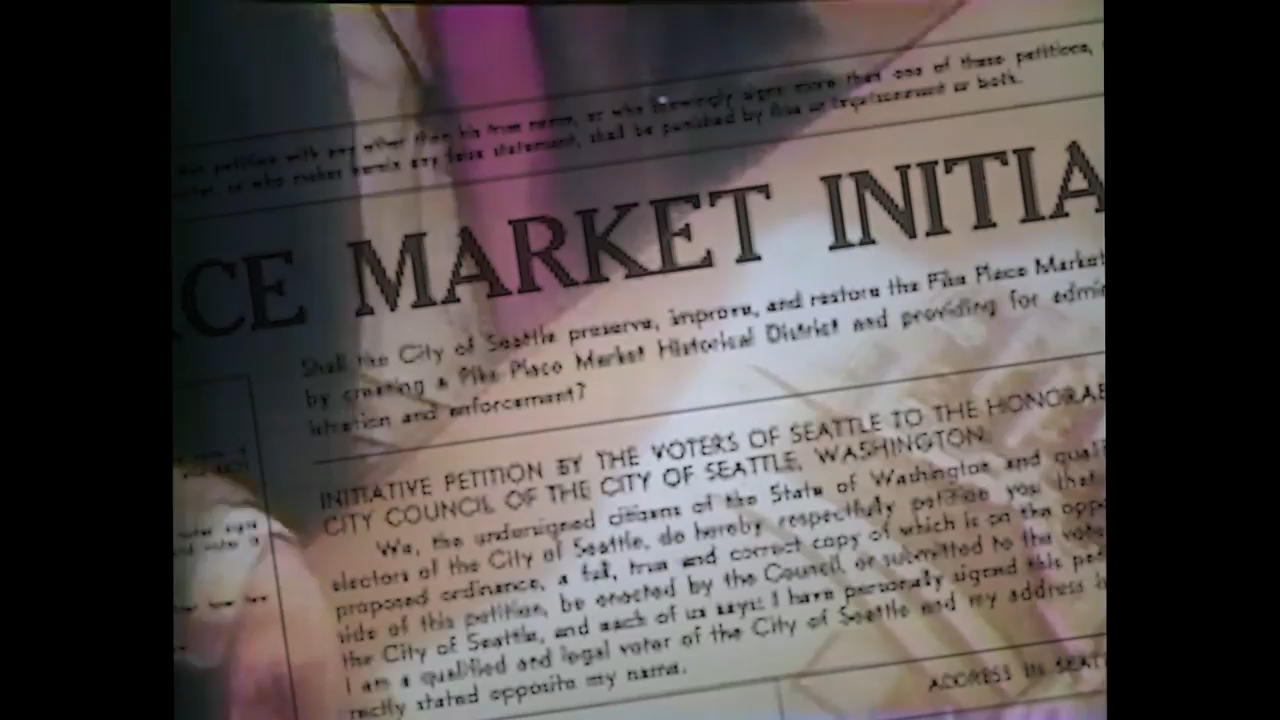 this petition with any other than his true name, or who knowingly signs more than one of these petitions,
or who makes herein any false statement, shall be punished by fine or imprisonment or both.
CE MARKET INITIA
Shall the City of Seattle preserve, improve, and restore the Pike Place Market
by creating a Pike Place Market Historical District and providing for admin
istration and enforcement?
INITIATIVE PETITION BY THE VOTERS OF SEATTLE TO THE HONORAB
CITY COUNCIL OF THE CITY OF SEATTLE, WASHINGTON:
We, the undersigned citizens of the State of Washington and quali
electors of the City of Seattle, do hereby respectfully petition you that
proposed ordinance, a full, true and correct copy of which is on the oppo
side of this petition, be enacted by the Council, or submitted to the vote
the City of Seattle, and each of us says: I have personally signed this pe
I am a qualified and legal voter of the City of Seattle and my address is
rectly stated opposite my name.
ADDRESS IN SEAT